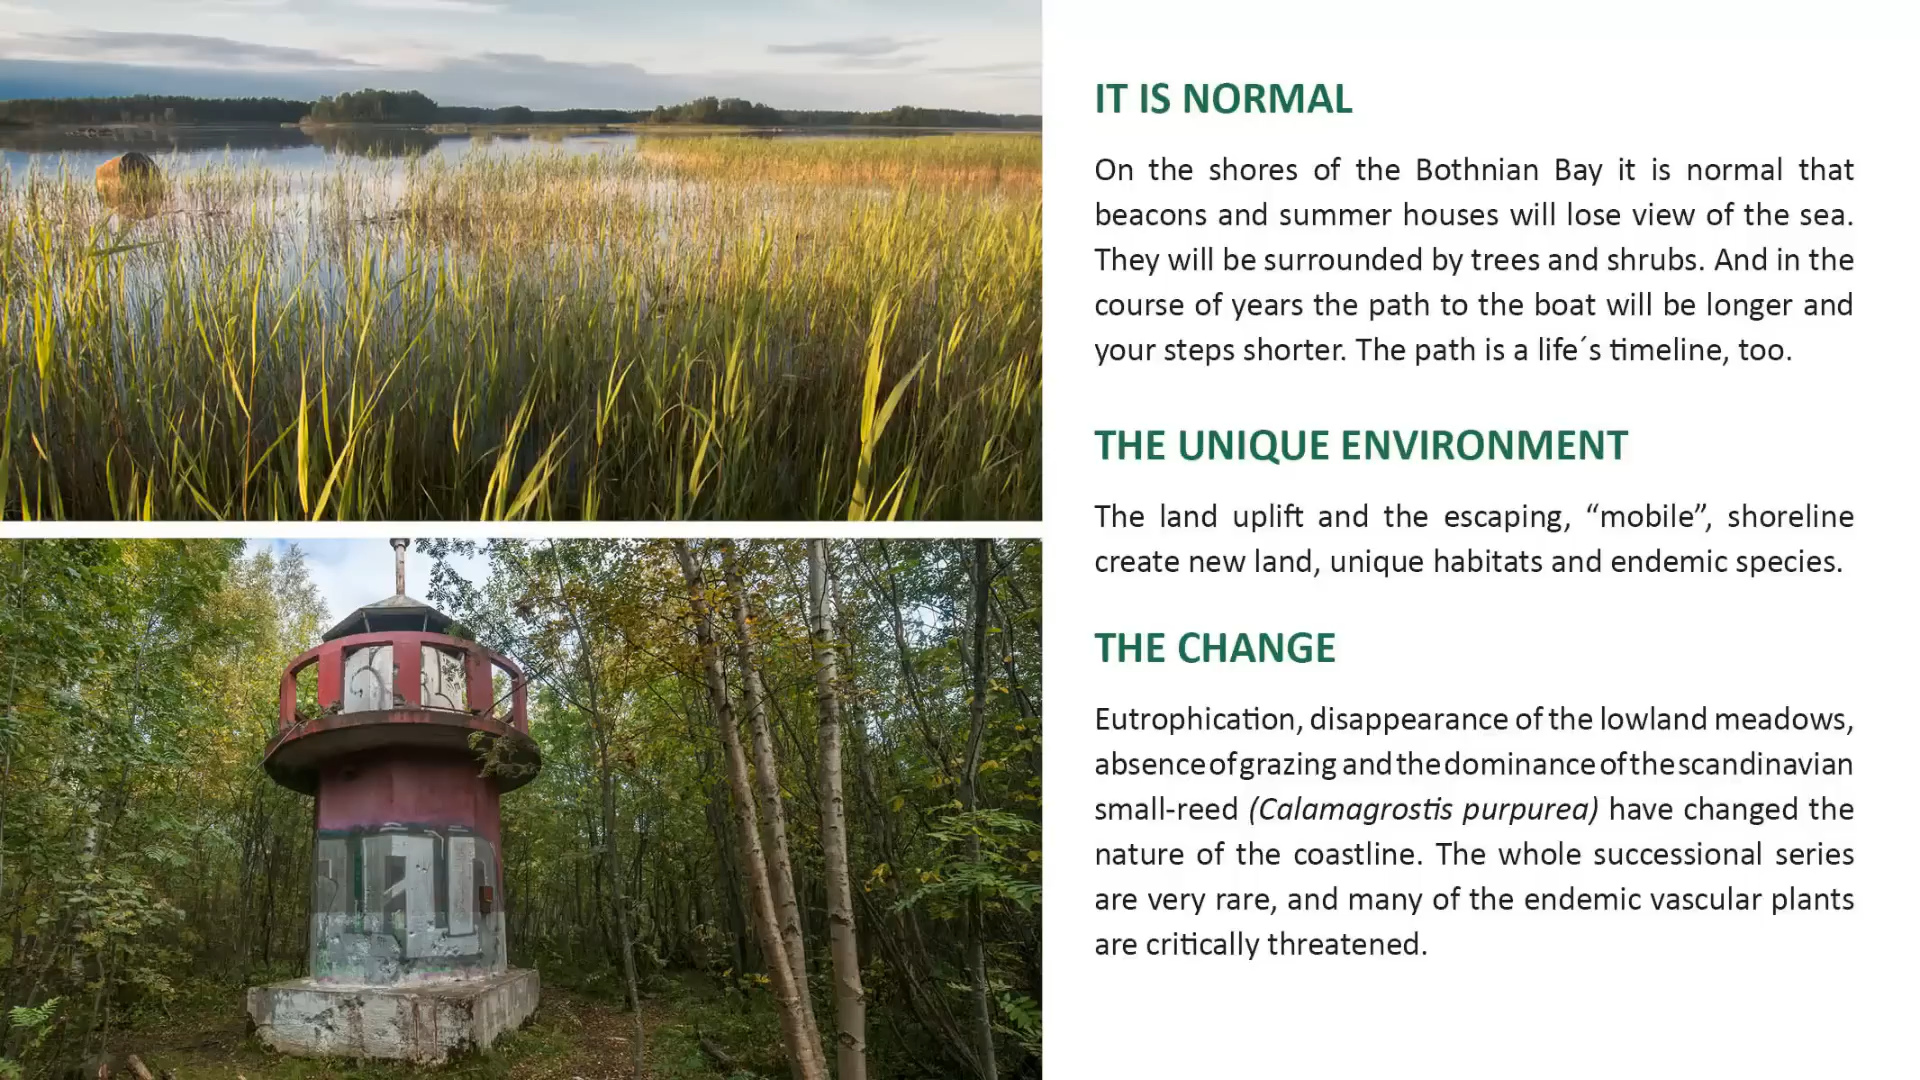 IT IS NORMAL
On the shores of the Bothnian Bay it is normal that
beacons and summer houses will lose view of the sea.
They will be surrounded by trees and shrubs. And in the
course of years the path to the boat will be longer and
your steps shorter. The path is a life´s timeline, too.
THE UNIQUE ENVIRONMENT
The land uplift and the escaping, “mobile”, shoreline
create new land, unique habitats and endemic species.
THE CHANGE
Eutrophication, disappearance of the lowland meadows,
absence of grazing and the dominance of the scandinavian
small-reed (Calamagrostis purpurea) have changed the
nature of the coastline. The whole successional series
are very rare, and many of the endemic vascular plants
are critically threatened.